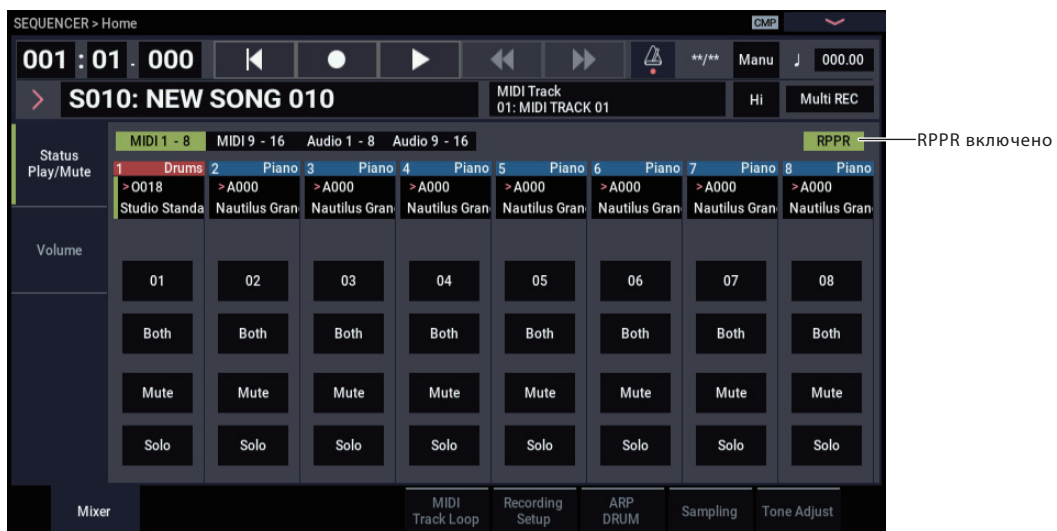 SEQUENCER > Home CMP
001 : 01 . 000 **/** Manu ♩ 000.00
> S010: NEW SONG 010 MIDI Track Hi Multi REC
01: MIDI TRACK 01
Status Play/Mute
MIDI 1 - 8 MIDI 9 - 16 Audio 1 - 8 Audio 9 - 16 RPPR RPPR включено
1 Drums 2 Piano 3 Piano 4 Piano 5 Piano 6 Piano 7 Piano 8 Piano
>O018 >A000 >A000 >A000 >A000 >A000 >A000 >A000
Studio Standa Nautilus Gran Nautilus Gran Nautilus Gran Nautilus Gran Nautilus Gran Nautilus Gran Nautilus Gran
Volume
01 02 03 04 05 06 07 08
Both Both Both Both Both Both Both Both
Mute Mute Mute Mute Mute Mute Mute Mute
Solo Solo Solo Solo Solo Solo Solo Solo
Mixer MIDI Track Loop Recording Setup ARP DRUM Sampling Tone Adjust